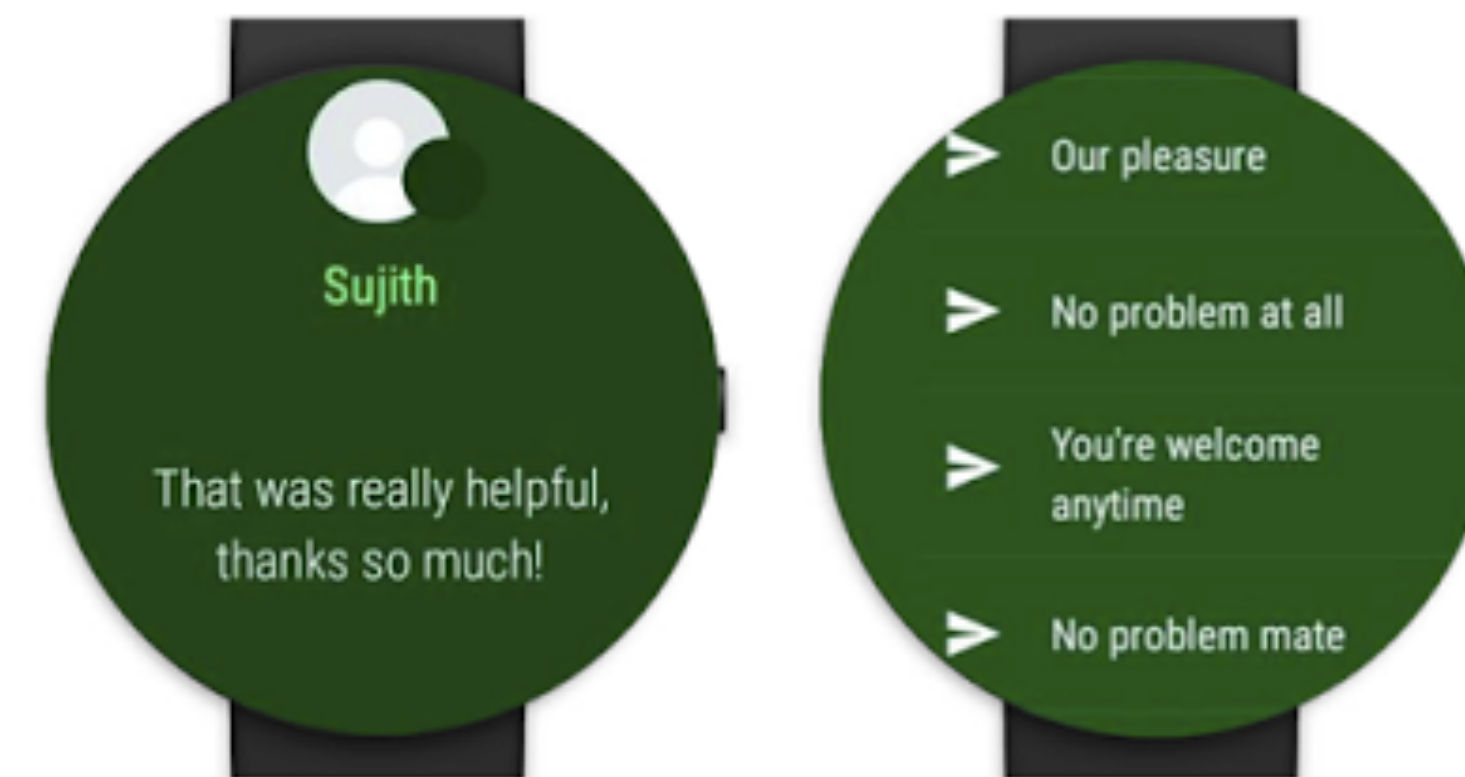 Sujith
That was really helpful,
thanks so much!
Our pleasure
No problem at all
You're welcome
anytime
No problem mate